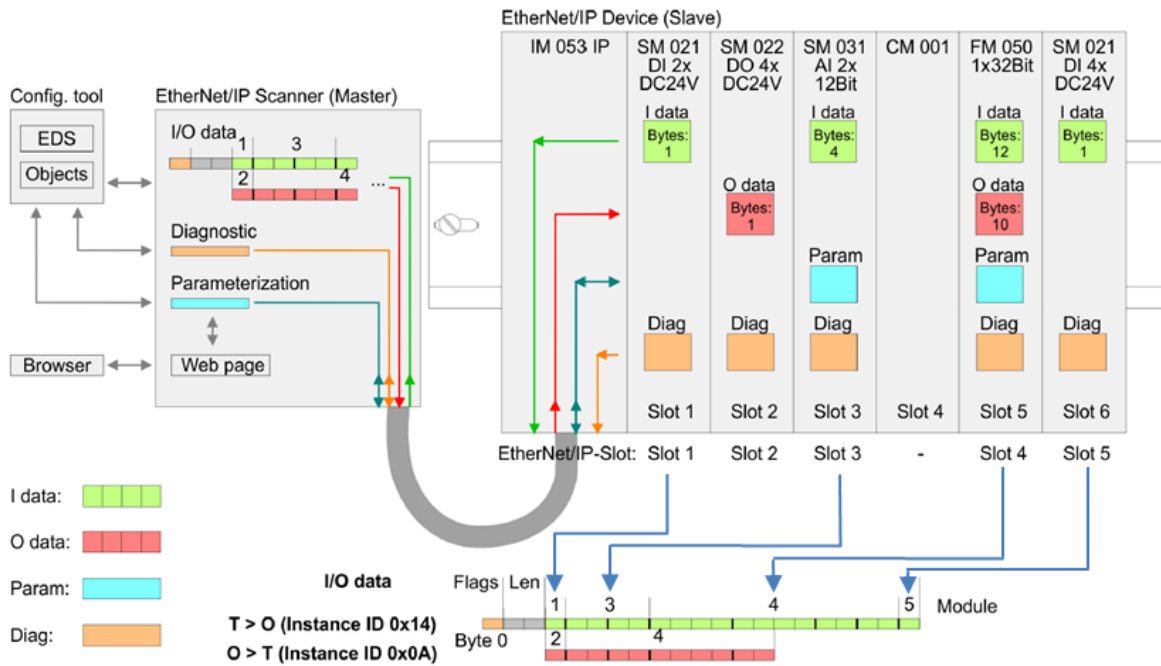 EtherNet/IP Device (Slave)
IM 053 IP
SM 021
DI 2x
DC24V
SM 022
DO 4x
DC24V
SM 031
AI 2x
12Bit
CM 001
FM 050
1x32Bit
SM 021
DI 4x
DC24V
Config. tool
EDS
Objects
EtherNet/IP Scanner (Master)
I/O data
1 3
2 4 ...
Diagnostic
Parameterization
Browser
Web page
I data
Bytes:
1
I data
Bytes:
4
I data
Bytes:
12
I data
Bytes:
1
O data
Bytes:
1
O data
Bytes:
10
Param
Param
Diag
Diag
Diag
Diag
Diag
Slot 1 Slot 2 Slot 3 Slot 4 Slot 5 Slot 6
EtherNet/IP-Slot: Slot 1 Slot 2 Slot 3 - Slot 4 Slot 5
I data:
O data:
Param:
Diag:
I/O data
Flags Len
1 3 4 5 Module
T > O (Instance ID 0x14)
Byte 0
2 4
O > T (Instance ID 0x0A)